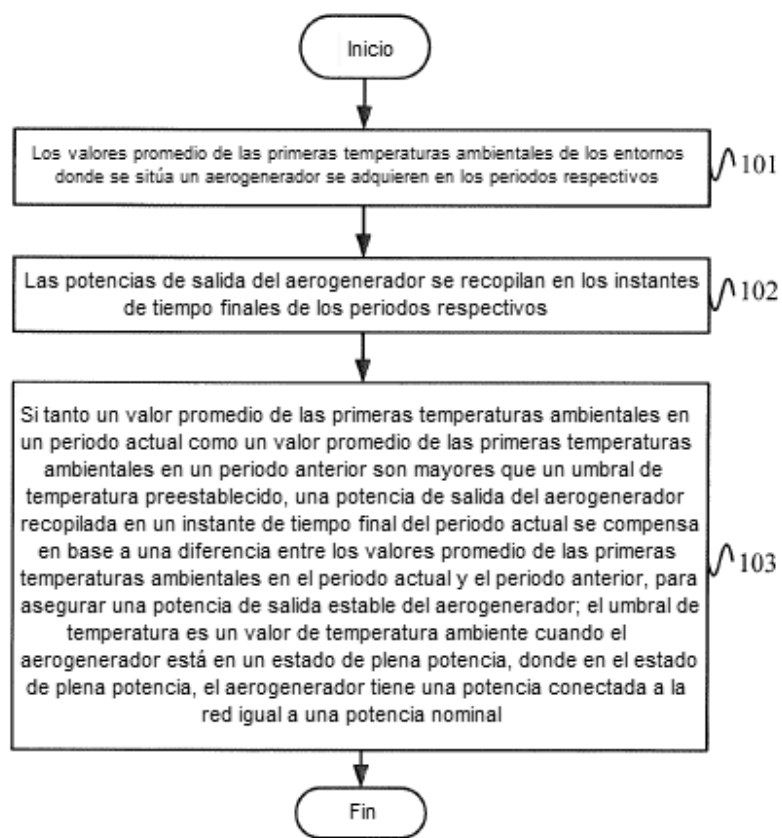 Inicio
Los valores promedio de las primeras temperaturas ambientales de los entornos
donde se sitúa un aerogenerador se adquieren en los periodos respectivos
101
Las potencias de salida del aerogenerador se recopilan en los instantes
de tiempo finales de los periodos respectivos
102
Si tanto un valor promedio de las primeras temperaturas ambientales en
un periodo actual como un valor promedio de las primeras temperaturas
ambientales en un periodo anterior son mayores que un umbral de
temperatura preestablecido, una potencia de salida del aerogenerador
recopilada en un instante de tiempo final del periodo actual se compensa
en base a una diferencia entre los valores promedio de las primeras
temperaturas ambientales en el periodo actual y el periodo anterior, para
asegurar una potencia de salida estable del aerogenerador; el umbral de
temperatura es un valor de temperatura ambiente cuando el
aerogenerador está en un estado de plena potencia, donde en el estado
de plena potencia, el aerogenerador tiene una potencia conectada a la
red igual a una potencia nominal
103
Fin